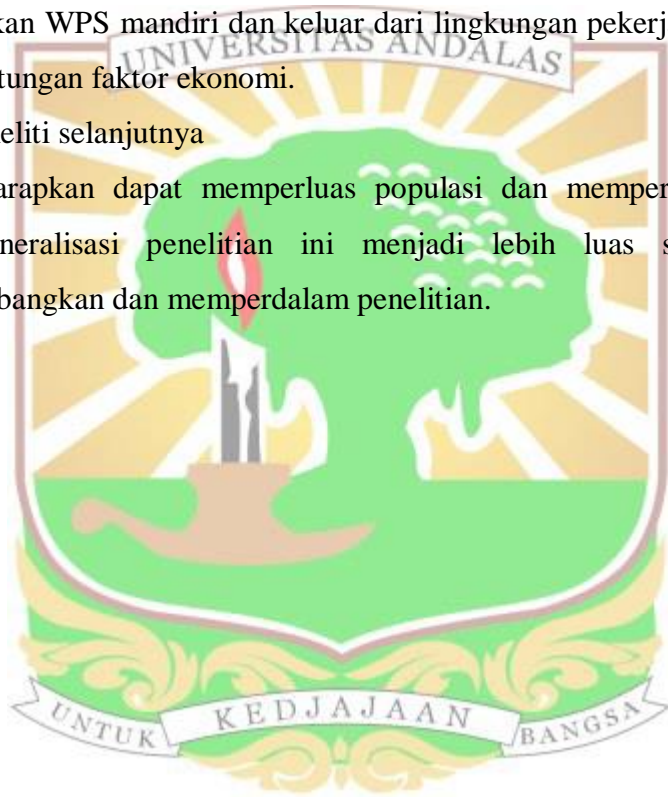 kan WPS mandiri dan keluar dari lingkungan pekerj
UNIVERSITAS ANDALAS
tungan faktor ekonomi.
eliti selanjutnya
arapkan dapat memperluas populasi dan memper
neralisasi penelitian ini menjadi lebih luas s
bangkan dan memperdalam penelitian.
UNTUK KEDJAJAAN BANGSA